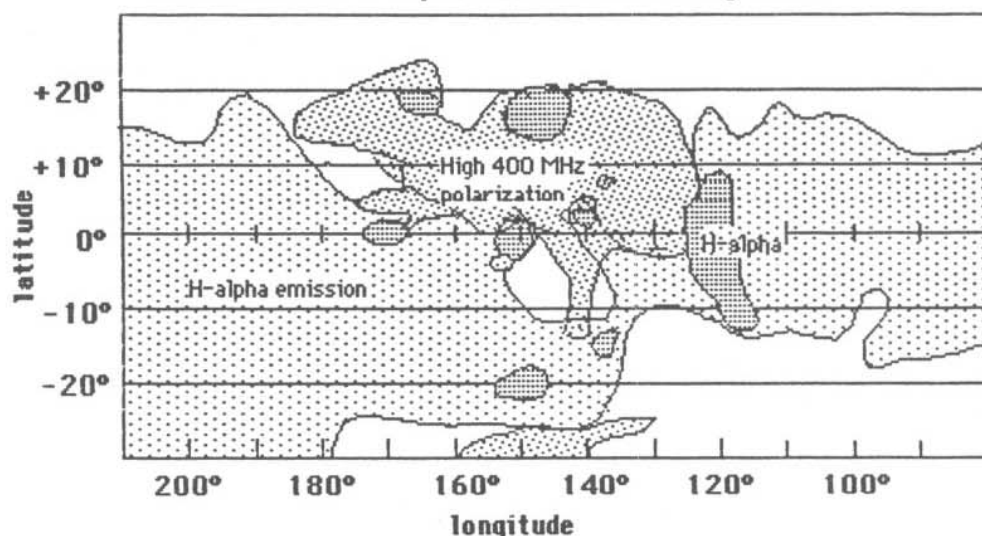 +20°
+10°
0°
-10°
-20°
latitude
High 400 MHz
polarization
H-alpha
H-alpha emission
200°
180°
160°
140°
120°
100°
longitude